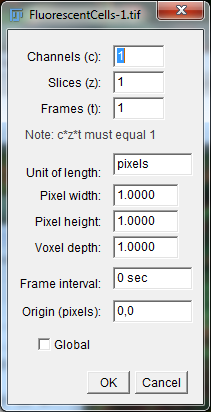 FluorescentCells-1.tif
Channels (c): 1
Slices (z): 1
Frames (t): 1
Note: c*z*t must equal 1
Unit of length: pixels
Pixel width: 1.0000
Pixel height: 1.0000
Voxel depth: 1.0000
Frame interval: 0 sec
Origin (pixels): 0,0
Global
OK Cancel